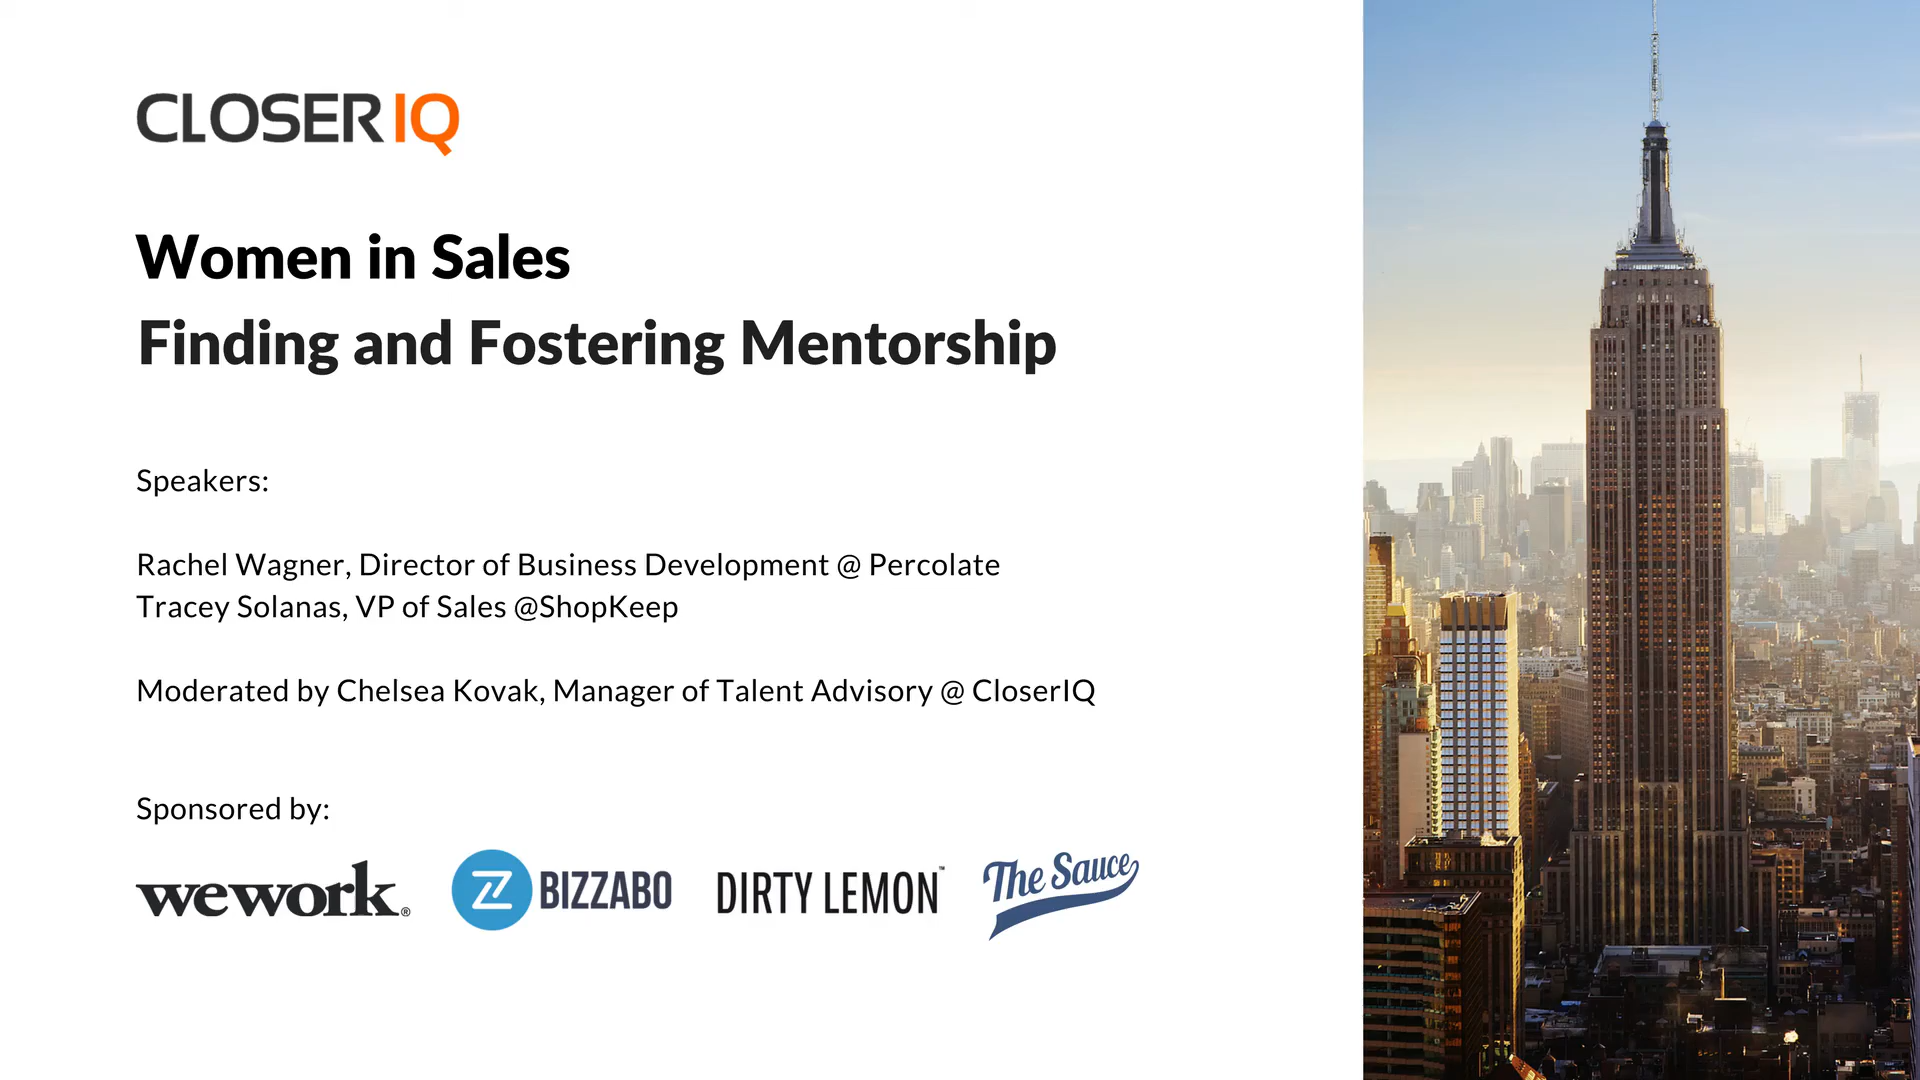 CLOSER IQ
Women in Sales
Finding and Fostering Mentorship
Speakers:
Rachel Wagner, Director of Business Development @ Percolate
Tracey Solanas, VP of Sales @ShopKeep
Moderated by Chelsea Kovak, Manager of Talent Advisory @ CloserIQ
Sponsored by:
wework® BIZZABO DIRTY LEMON™ The Sauce